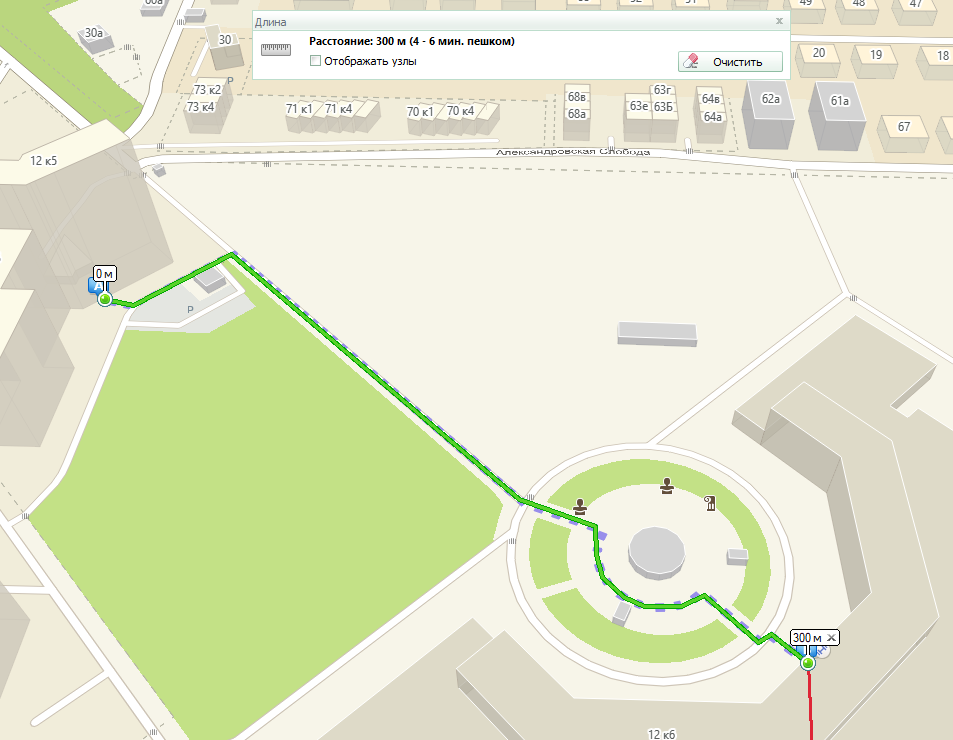 60а
49
48
47
Длина
Расстояние: 300 м (4 - 6 мин. пешком)
Отображать узлы
Очистить
30а
30
20
19
18
P
73 к2
73 к4
71 к1
71 к4
70 к1
70 к4
68в
68а
63г
63е
63Б
64в
64а
62а
61а
67
12 к5
Александровская Слобода
0 м
P
300 м
12 к6